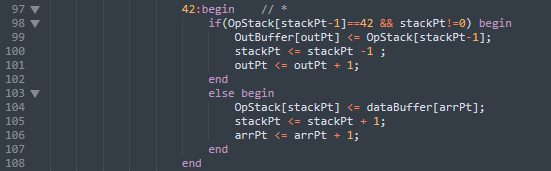 97 42:begin // *
98 if(OpStack[stackPt-1]==42 && stackPt!=0) begin
99 OutBuffer[outPt] <= OpStack[stackPt-1];
100 stackPt <= stackPt -1 ;
101 outPt <= outPt + 1;
102 end
103 else begin
104 OpStack[stackPt] <= dataBuffer[arrPt];
105 stackPt <= stackPt + 1;
106 arrPt <= arrPt + 1;
107 end
108 end